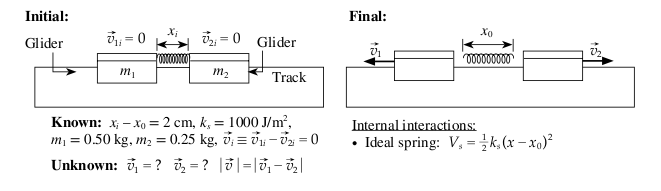 Initial:
Final:
Glider
v⃗₁ᵢ = 0
xᵢ
v⃗₂ᵢ = 0
Glider
m₁
m₂
Track
x₀
v⃗₁
v⃗₂
Known: xᵢ – x₀ = 2 cm, kₛ = 1000 J/m²,
m₁ = 0.50 kg, m₂ = 0.25 kg, v⃗ᵢ ≡ v⃗₁ᵢ – v⃗₂ᵢ = 0
Unknown: v⃗₁ = ? v⃗₂ = ? |v⃗| = |v⃗₁ – v⃗₂|
Internal interactions:
• Ideal spring: Vₛ = ½kₛ(x – x₀)²